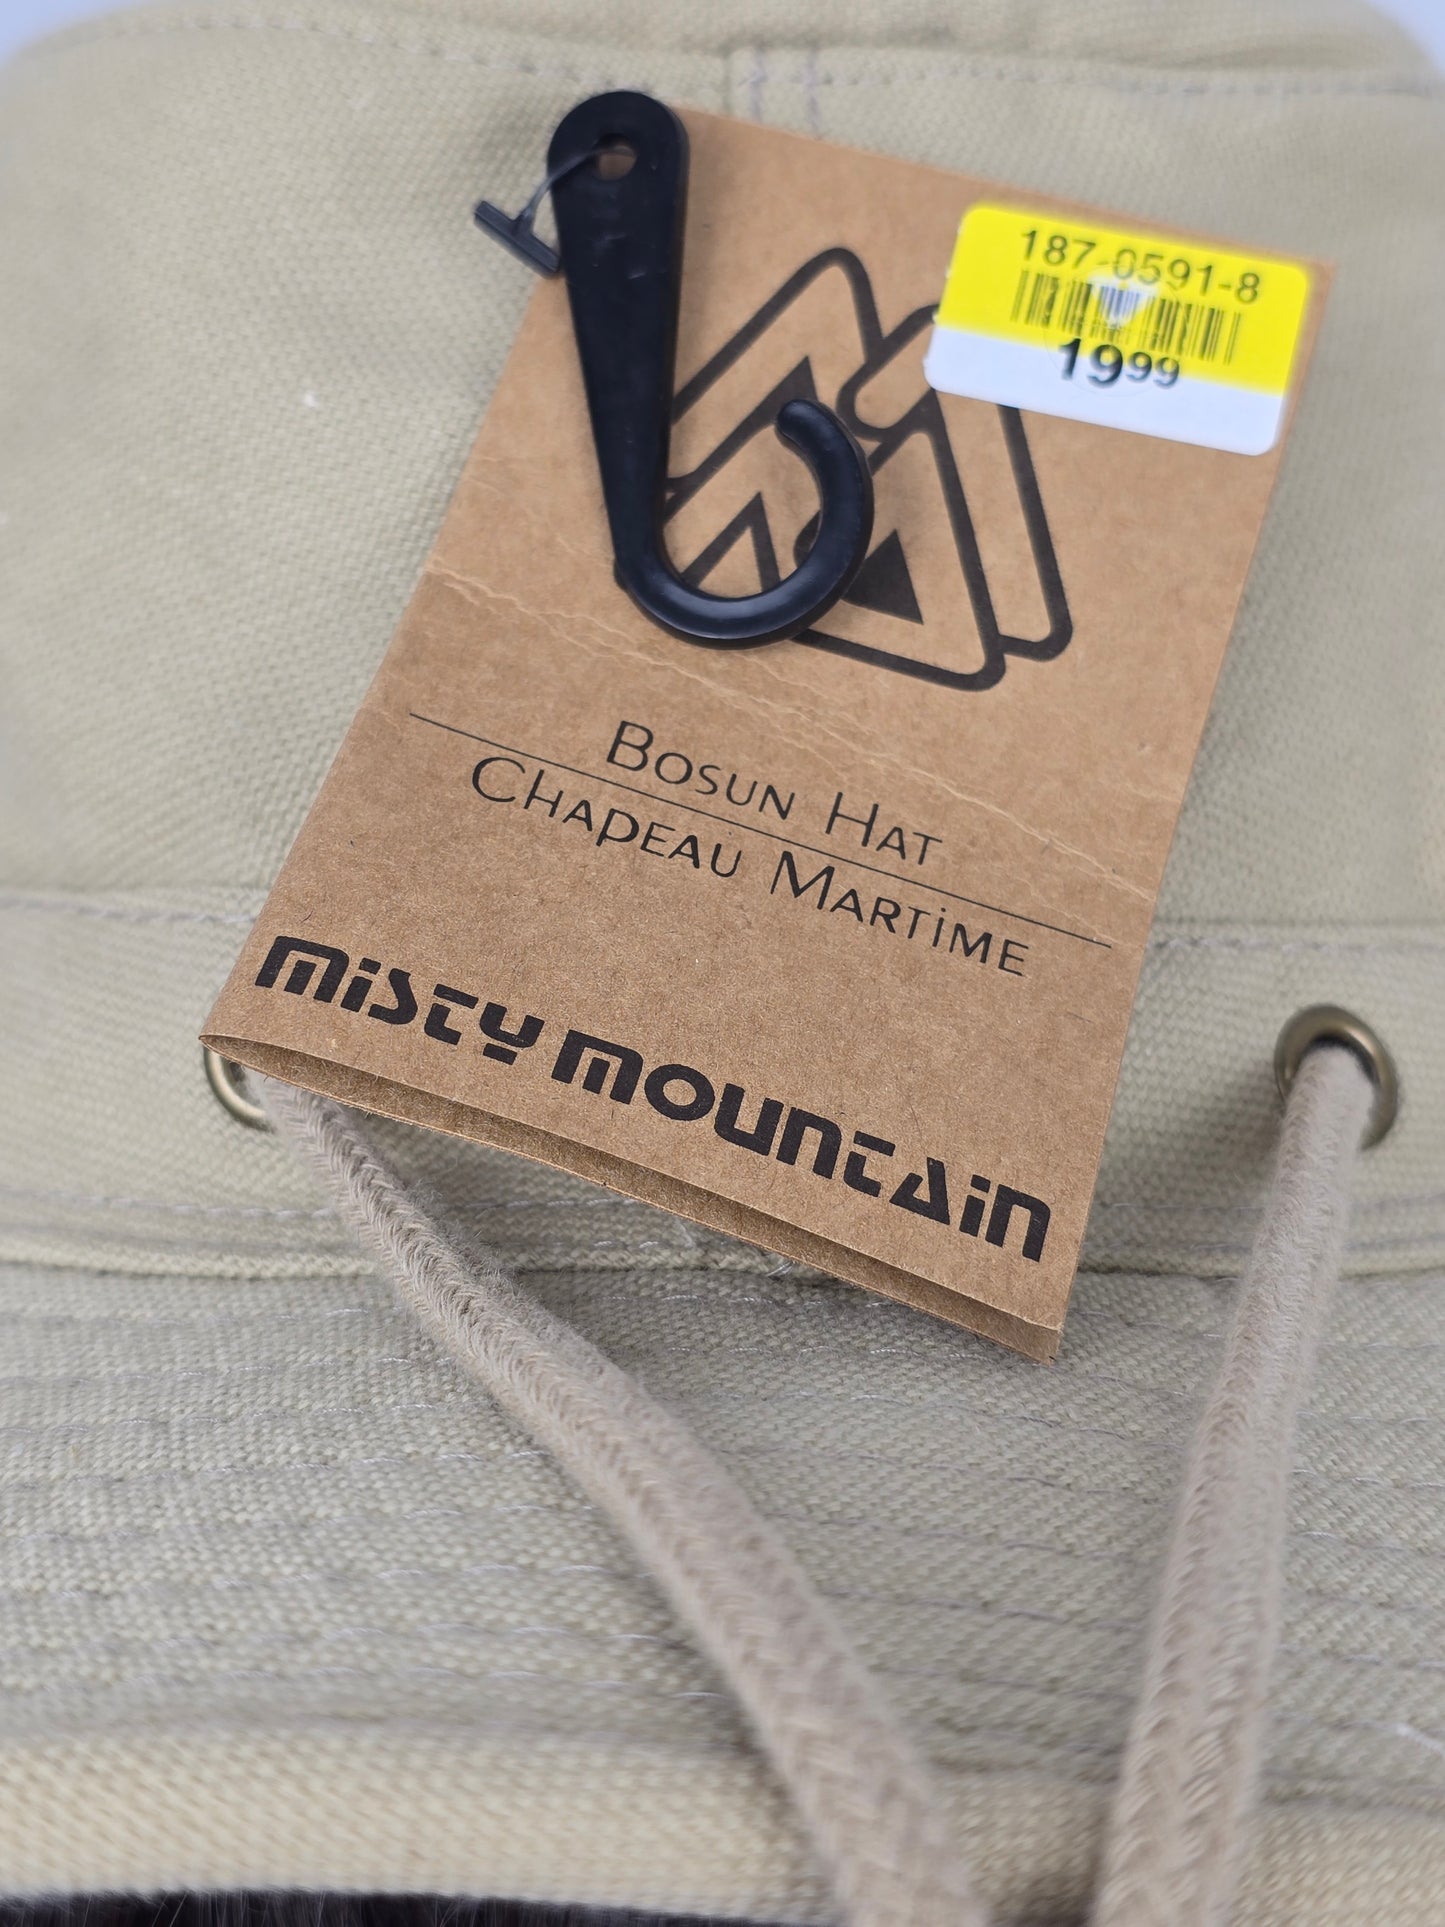 187-0591-8
1999
Bosun Hat
Chapeau Martime
misty mountain